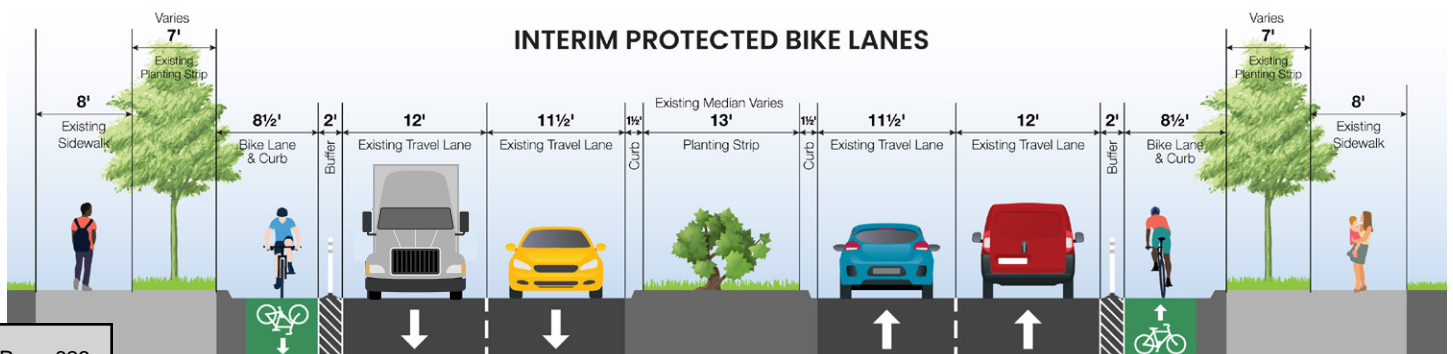 INTERIM PROTECTED BIKE LANES
Varies
7'
Existing
Planting Strip
8'
Existing
Sidewalk
8½'
Bike Lane
& Curb
2'
Buffer
12'
Existing Travel Lane
11½'
Existing Travel Lane
1½'
Curb
Existing Median Varies
13'
Planting Strip
1½'
Curb
11½'
Existing Travel Lane
12'
Existing Travel Lane
2'
Buffer
8½'
Bike Lane
& Curb
Varies
7'
Existing
Planting Strip
8'
Existing
Sidewalk